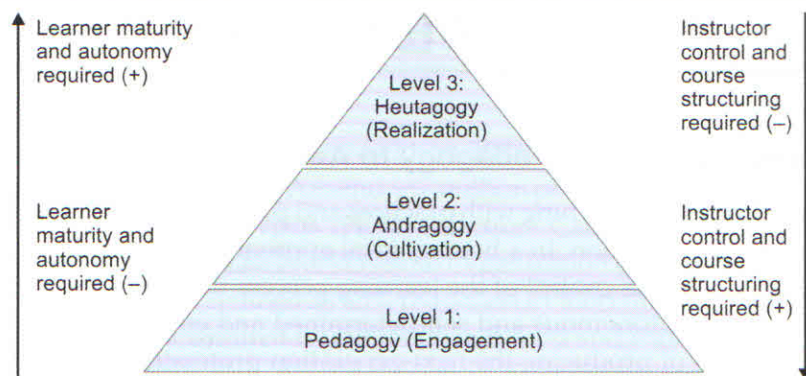 Learner maturity
and autonomy
required (+)
Instructor
control and
course
structuring
required (–)
Level 3:
Heutagogy
(Realization)
Learner
maturity and
autonomy
required (–)
Level 2:
Andragogy
(Cultivation)
Instructor
control and
course
structuring
required (+)
Level 1:
Pedagogy (Engagement)